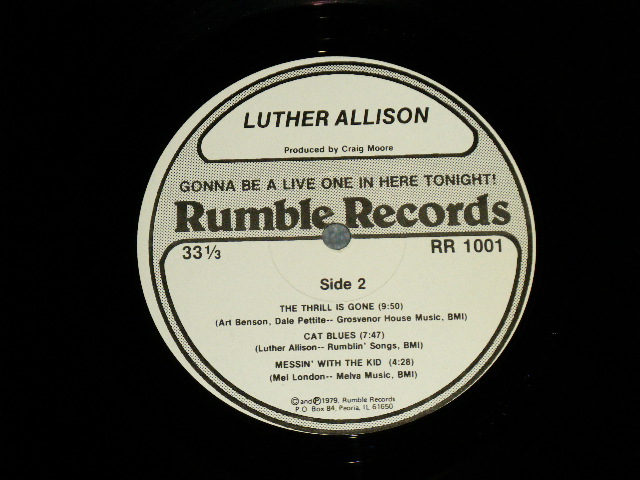 LUTHER ALLISON
Produced by Craig Moore
GONNA BE A LIVE ONE IN HERE TONIGHT!
Rumble Records
33⅓
RR 1001
Side 2
THE THRILL IS GONE (9:50)
(Art Benson, Dale Pettite-- Grosvenor House Music, BMI)
CAT BLUES (7:47)
(Luther Allison-- Rumblin' Songs, BMI)
MESSIN' WITH THE KID (4:28)
(Mel London-- Melva Music, BMI)
©and℗1979, Rumble Records
P.O. Box 84, Peoria, IL 61650